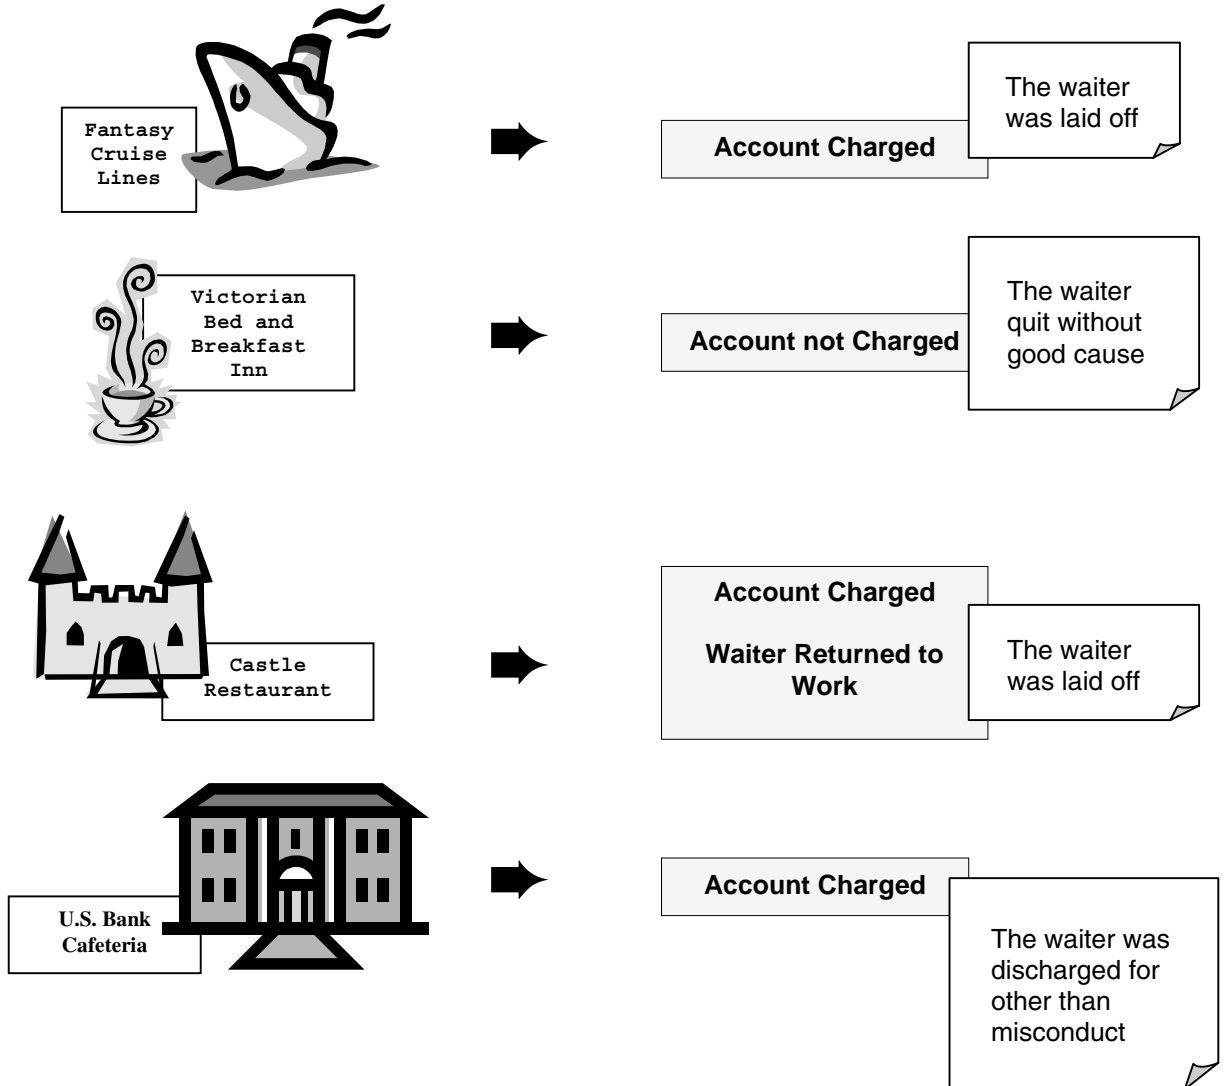 Fantasy
Cruise
Lines
Account Charged
The waiter
was laid off
Victorian
Bed and
Breakfast
Inn
Account not Charged
The waiter
quit without
good cause
Castle
Restaurant
Account Charged
Waiter Returned to
Work
The waiter
was laid off
U.S. Bank
Cafeteria
Account Charged
The waiter was
discharged for
other than
misconduct